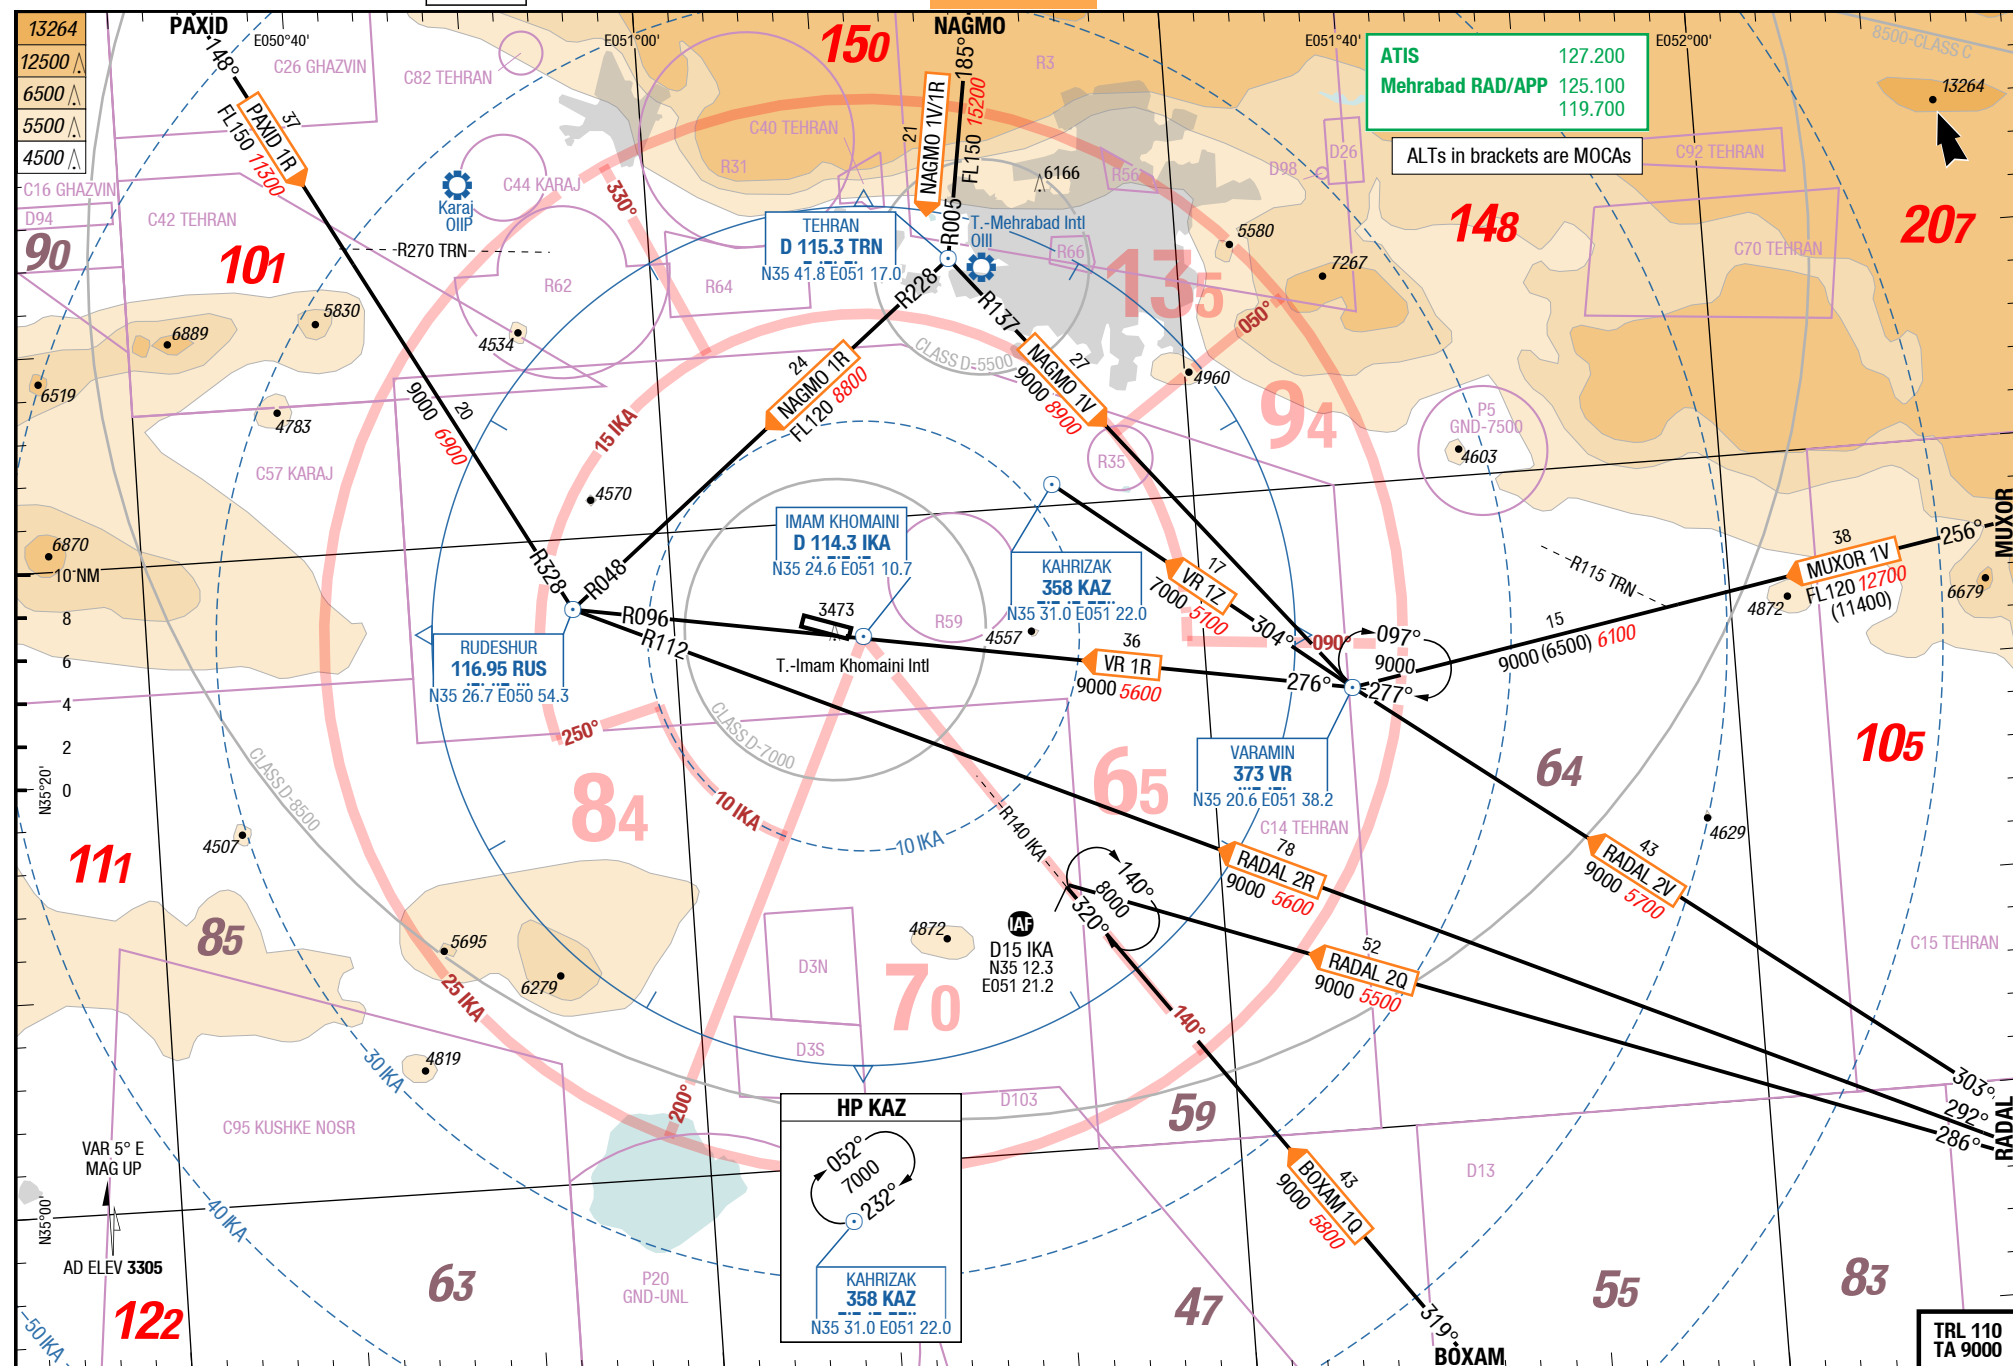 13264
12500
6500
5500
4500
PAXID
E050°40'
E051°00'
NAGMO
E051°40'
E052°00'
8500-CLASS C
150
148
207
135
101
90
94
84
65
64
70
105
111
85
122
63
59
47
55
83
ATIS 127.200
Mehrabad RAD/APP 125.100
119.700
ALTs in brackets are MOCAs
13264
C26 GHAZVIN
C82 TEHRAN
C40 TEHRAN
R3
R31
R56
D26
D98
C92 TEHRAN
C70 TEHRAN
C16 GHAZVIN
D94
C42 TEHRAN
C44 KARAJ
R62
R64
R66
148°
37
PAXID 1R
FL150 11300
Karaj
OIIP
R270 TRN
330°
21
NAGMO 1V/1R
185°
FL150 15200
R005
6166
TEHRAN
D 115.3 TRN
N35 41.8 E051 17.0
T.-Mehrabad Intl
OIII
5580
7267
050°
5830
6889
6519
4783
4534
4960
R228
R137
CLASS D-5500
24
NAGMO 1R
FL120 8800
27
NAGMO 1V
9000 8900
20
9000 6900
15 IKA
C57 KARAJ
4570
P5
GND-7500
4603
R35
6870
10 NM
8
6
4
2
0
N35°20'
R328
R048
R096
R112
RUDESHUR
116.95 RUS
N35 26.7 E050 54.3
IMAM KHOMAINI
D 114.3 IKA
N35 24.6 E051 10.7
3473
T.-Imam Khomaini Intl
R59
4557
KAHRIZAK
358 KAZ
N35 31.0 E051 22.0
17
VR 1Z
7000 5100
304°
090°
36
VR 1R
9000 5600
276°
097°
9000
277°
R115 TRN
15
9000 (6500) 6100
38
MUXOR 1V
FL120 12700
(11400)
256°
MUXOR
4872
6679
250°
CLASS D-7000
CLASS D-8500
10 IKA
10 IKA
VARAMIN
373 VR
N35 20.6 E051 38.2
C14 TEHRAN
4629
78
RADAL 2R
9000 5600
43
RADAL 2V
9000 5700
R140 IKA
140°
8000
320°
IAF
D15 IKA
N35 12.3
E051 21.2
52
RADAL 2Q
9000 5500
C15 TEHRAN
4507
5695
6279
4872
4819
D3N
D3S
25 IKA
30 IKA
40 IKA
50 IKA
200°
140°
D103
D13
C95 KUSHKE NOSR
P20
GND-UNL
VAR 5° E
MAG UP
N35°00'
AD ELEV 3305
HP KAZ
052°
7000
232°
KAHRIZAK
358 KAZ
N35 31.0 E051 22.0
43
BOXAM 1Q
9000 5800
319°
BOXAM
303°
292°
286°
RADAL
TRL 110
TA 9000